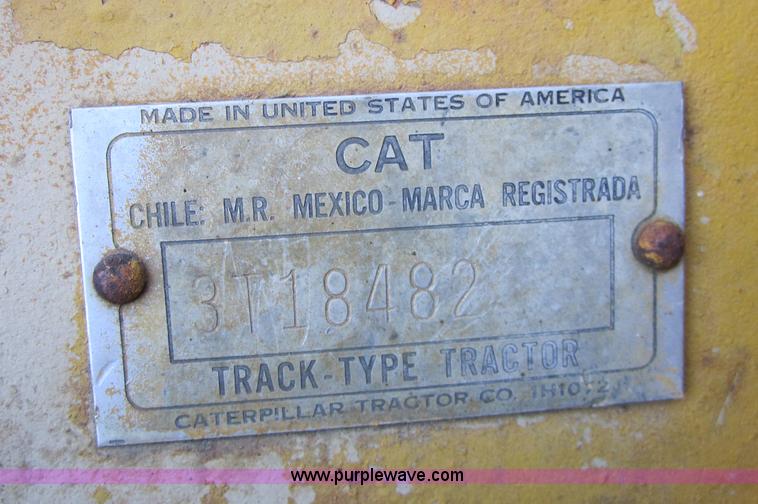 MADE IN UNITED STATES OF AMERICA
CAT
CHILE: M.R. MEXICO MARCA REGISTRADA
3T18482
TRACK-TYPE TRACTOR
CATERPILLAR TRACTOR CO.
www.purplewave.com